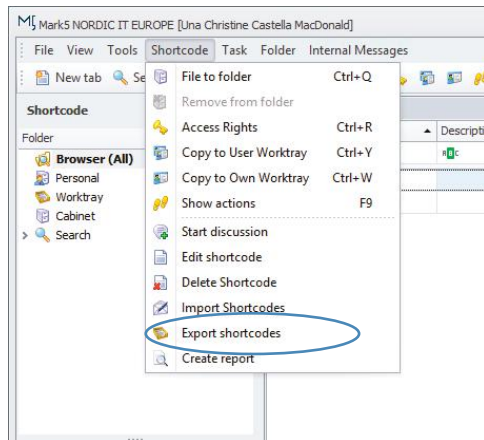 Mark5 NORDIC IT EUROPE [Una Christine Castella MacDonald]
File View Tools Shortcode Task Folder Internal Messages
New tab
Shortcode
Folder
Browser (All)
Personal
Worktray
Cabinet
Search
File to folder Ctrl+Q
Remove from folder
Access Rights Ctrl+R
Copy to User Worktray Ctrl+Y
Copy to Own Worktray Ctrl+W
Show actions F9
Start discussion
Edit shortcode
Delete Shortcode
Import Shortcodes
Export shortcodes
Create report